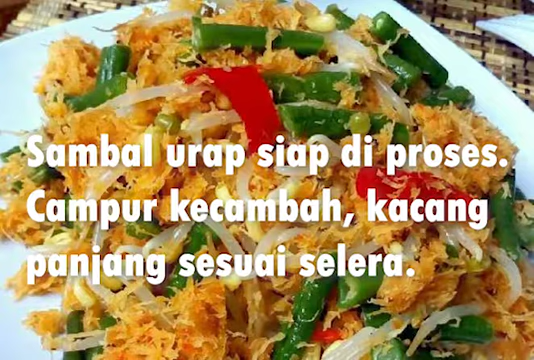 Sambal urap siap di proses.
Campur kecambah, kacang
panjang sesuai selera.